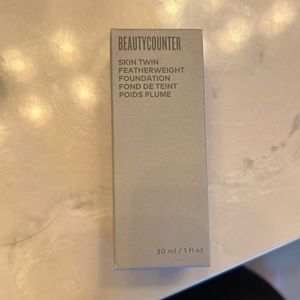 BEAUTYCOUNTER
SKIN TWIN
FEATHERWEIGHT
FOUNDATION
FOND DE TEINT
POIDS PLUME
30 ml / 1 fl oz